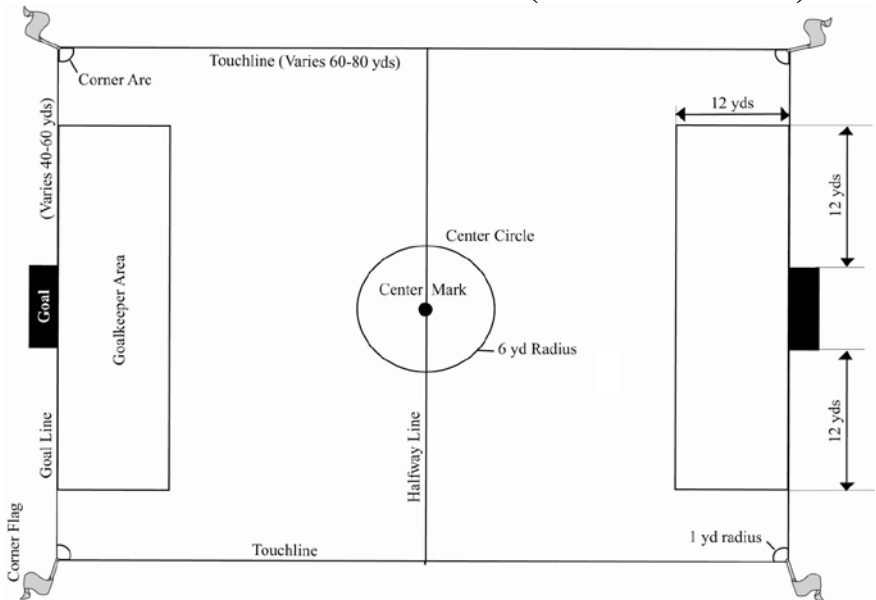 Touchline (Varies 60-80 yds)
Corner Arc
12 yds
(Varies 40-60 yds)
12 yds
Center Circle
Goal
Goalkeeper Area
Center Mark
6 yd Radius
Goal Line
Halfway Line
12 yds
Corner Flag
Touchline
1 yd radius